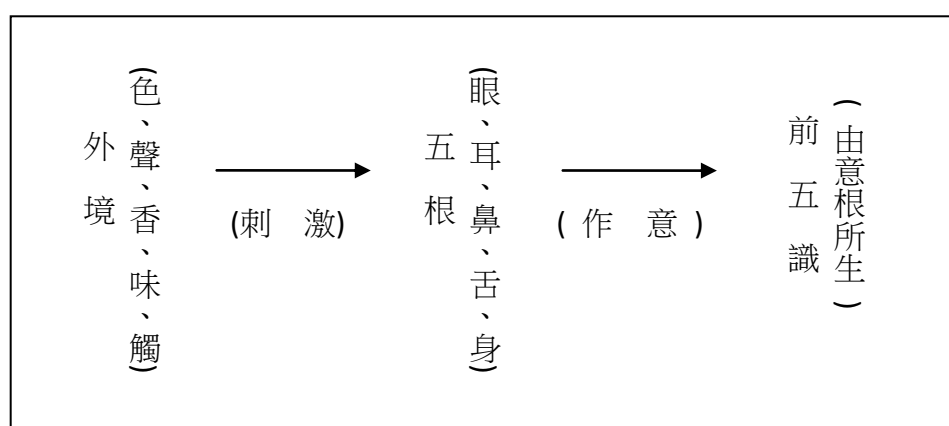 外境
(色、聲、香、味、觸)
(刺 激)
五根
(眼、耳、鼻、舌、身)
( 作 意 )
前五識
(由意根所生)